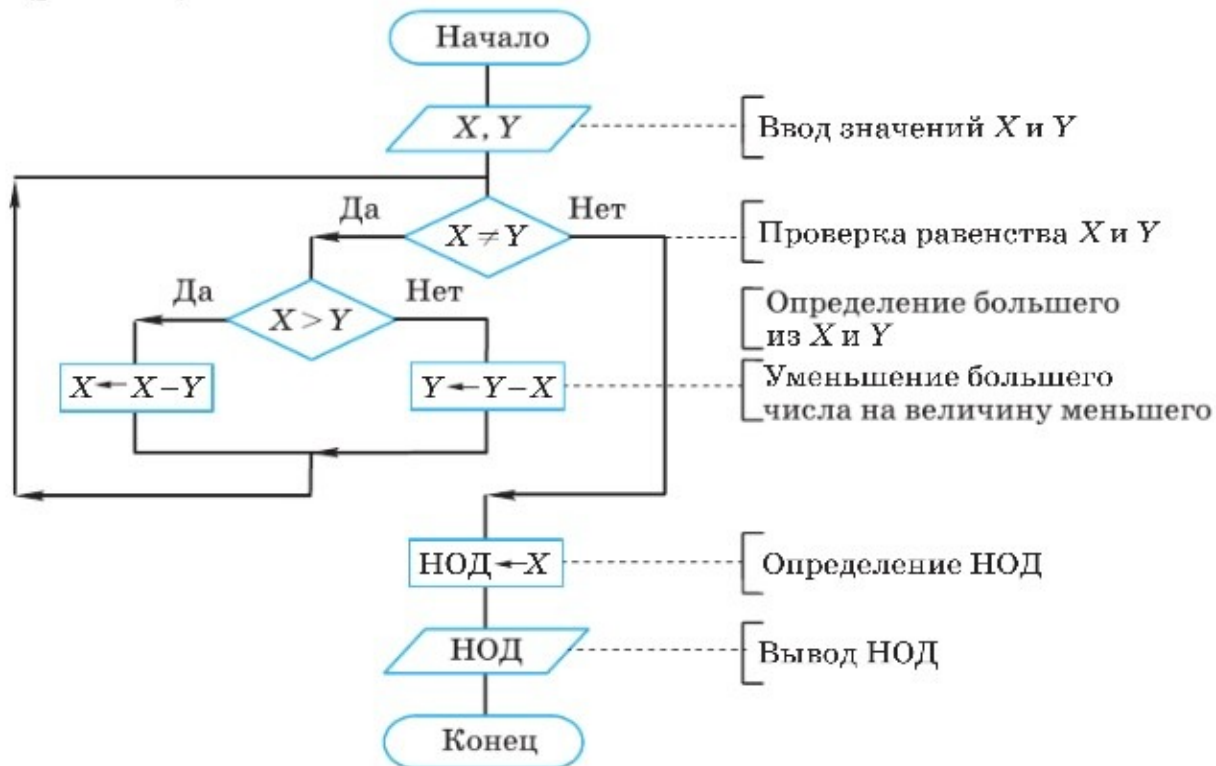 Начало
X, Y
Ввод значений X и Y
Да
Нет
X ≠ Y
Проверка равенства X и Y
Да
Нет
X > Y
Определение большего
из X и Y
X ← X – Y
Y ← Y – X
Уменьшение большего
числа на величину меньшего
НОД ← X
Определение НОД
НОД
Вывод НОД
Конец